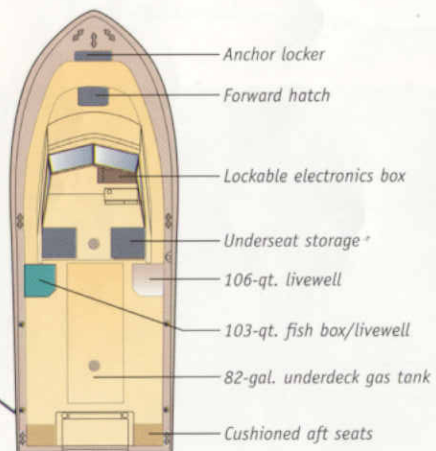 Anchor locker
Forward hatch
Lockable electronics box
Underseat storage
106-qt. livewell
103-qt. fish box/livewell
82-gal. underdeck gas tank
Cushioned aft seats